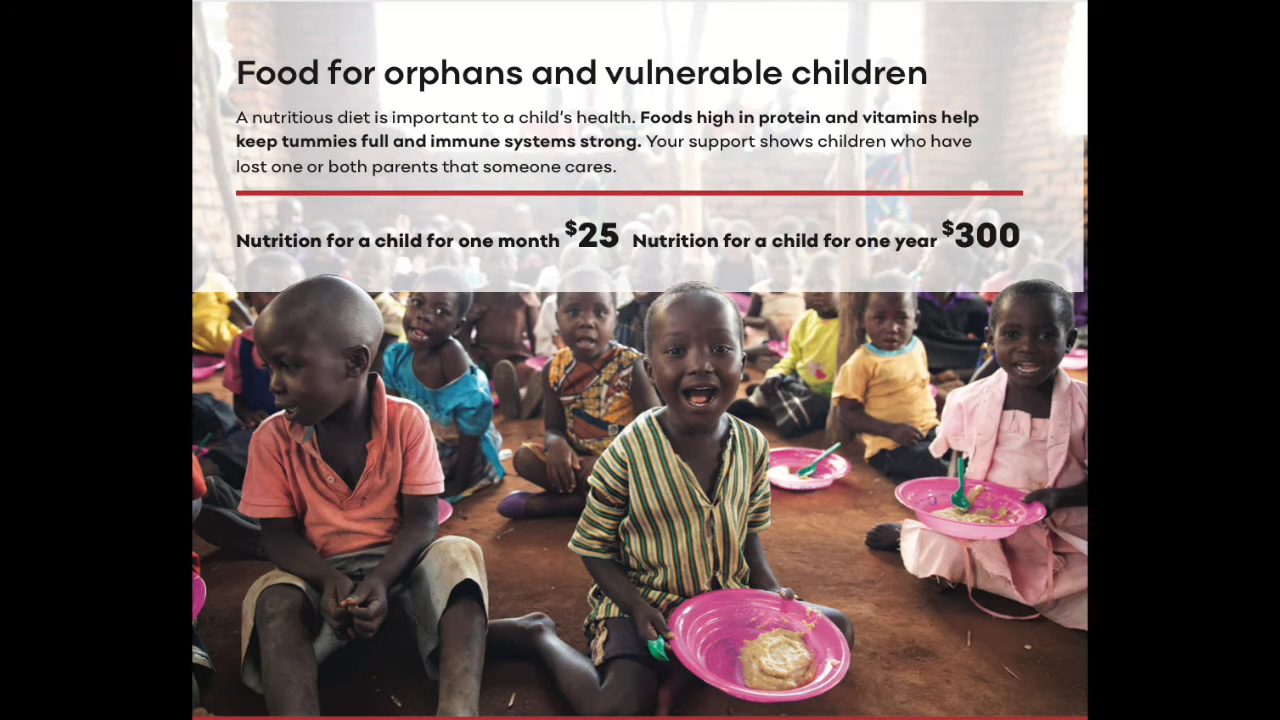 Food for orphans and vulnerable children
A nutritious diet is important to a child's health. Foods high in protein and vitamins help
keep tummies full and immune systems strong. Your support shows children who have
lost one or both parents that someone cares.
Nutrition for a child for one month $25 Nutrition for a child for one year $300